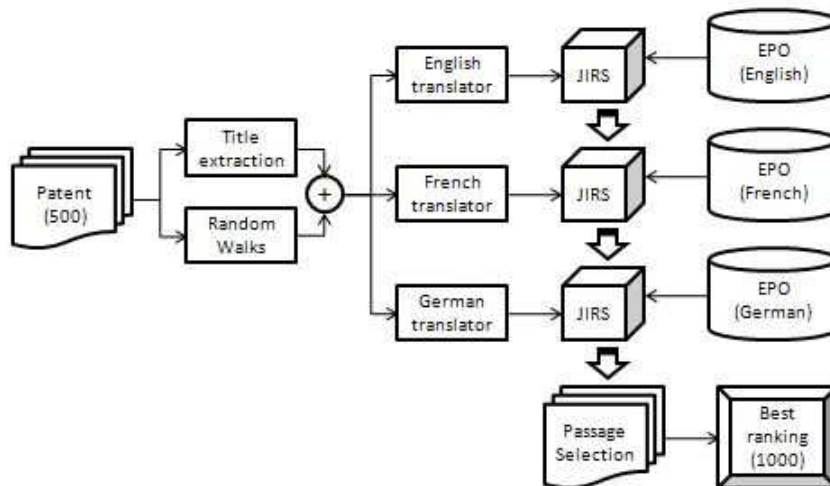 English
translator
JIRS
EPO
(English)
Title
extraction
Patent
(500)
+
French
translator
JIRS
EPO
(French)
Random
Walks
German
translator
JIRS
EPO
(German)
Passage
Selection
Best
ranking
(1000)